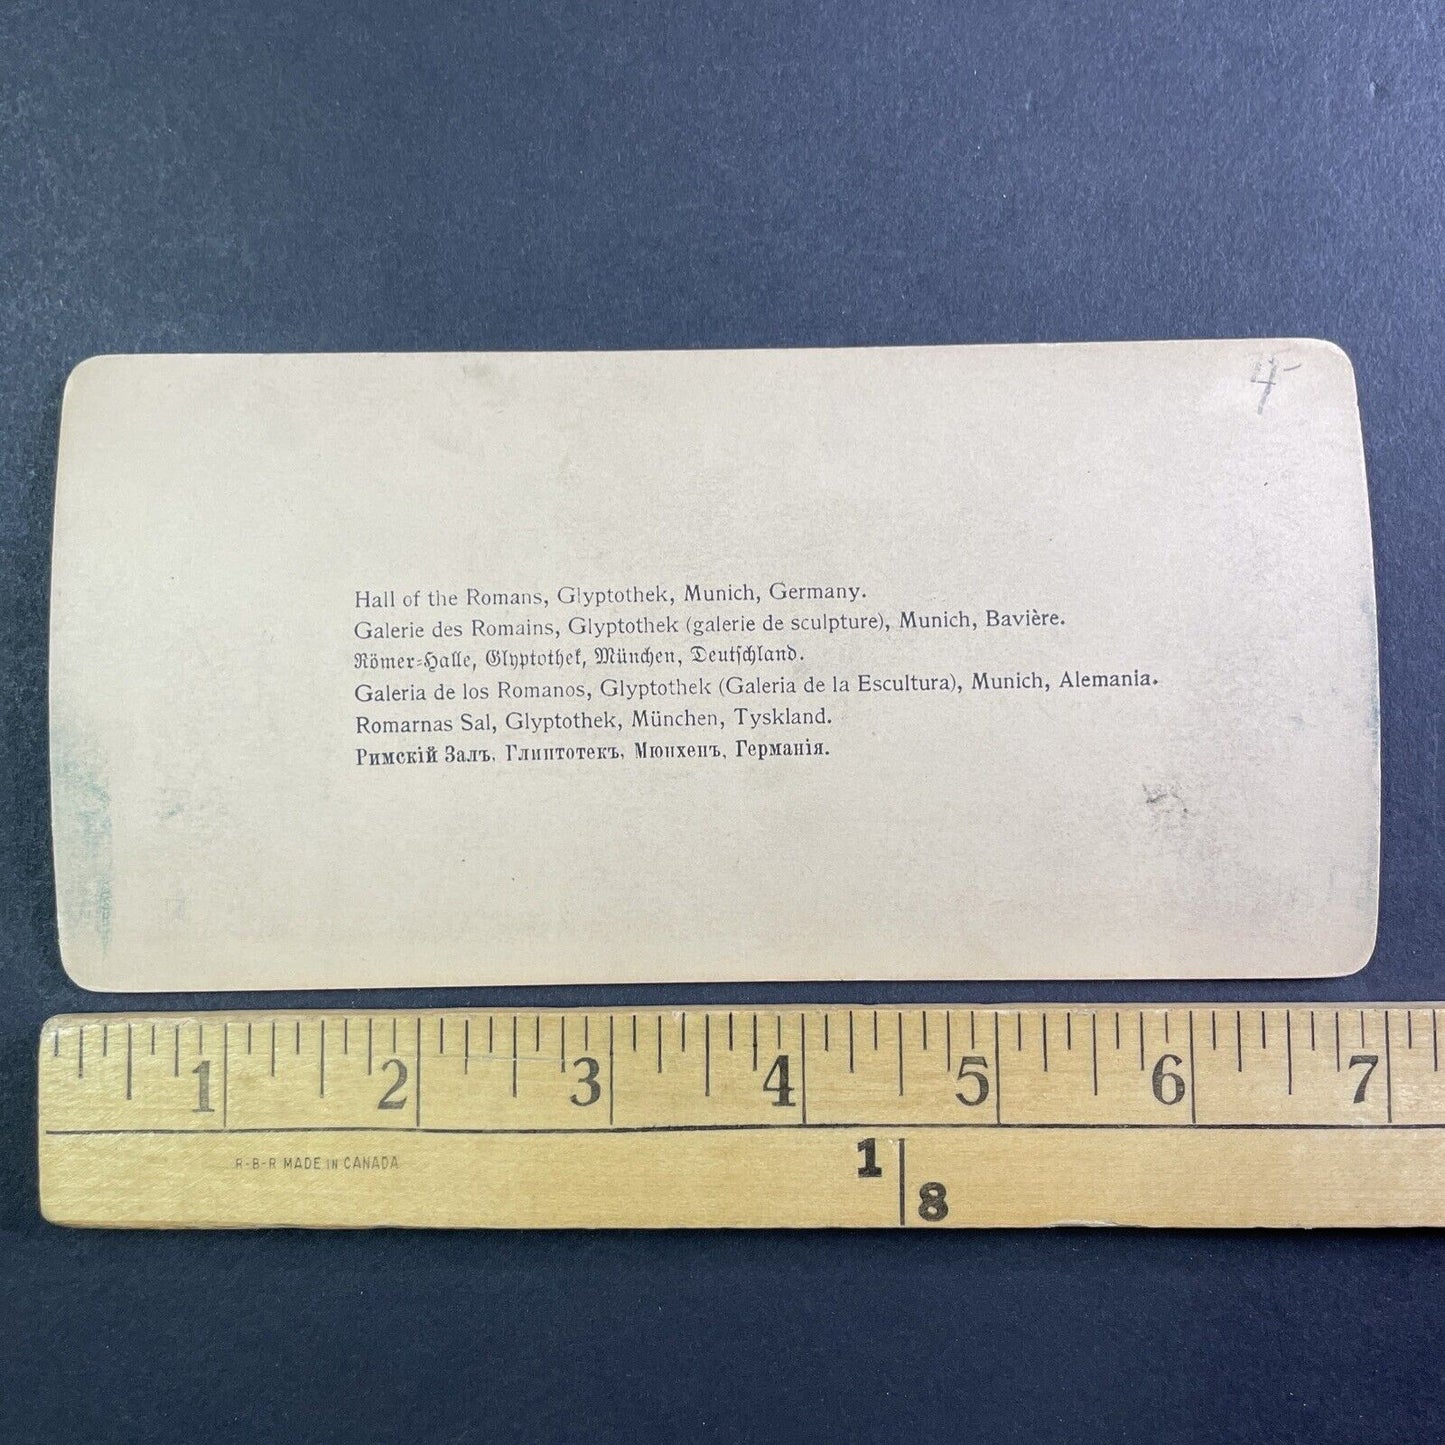 4-
Hall of the Romans, Glyptothek, Munich, Germany.
Galerie des Romains, Glyptothek (galerie de sculpture), Munich, Bavière.
Römer-Halle, Glyptothek, München, Deutschland.
Galeria de los Romanos, Glyptothek (Galeria de la Escultura), Munich, Alemania.
Romarnas Sal, Glyptothek, München, Tyskland.
Римскій Залъ, Глиптотекъ, Мюнхенъ, Германія.
1 2 3 4 5 6 7
R-B-R MADE IN CANADA
1 8